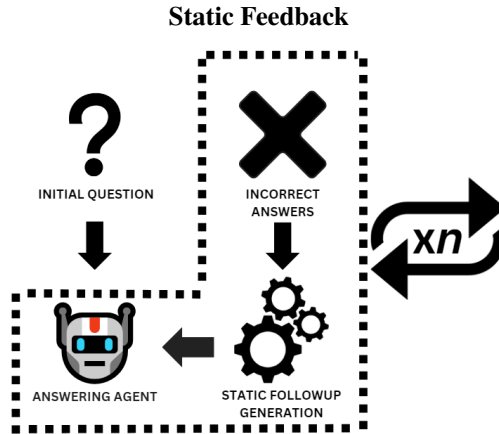 Static Feedback
INITIAL QUESTION
INCORRECT
ANSWERS
xn
ANSWERING AGENT
STATIC FOLLOWUP
GENERATION